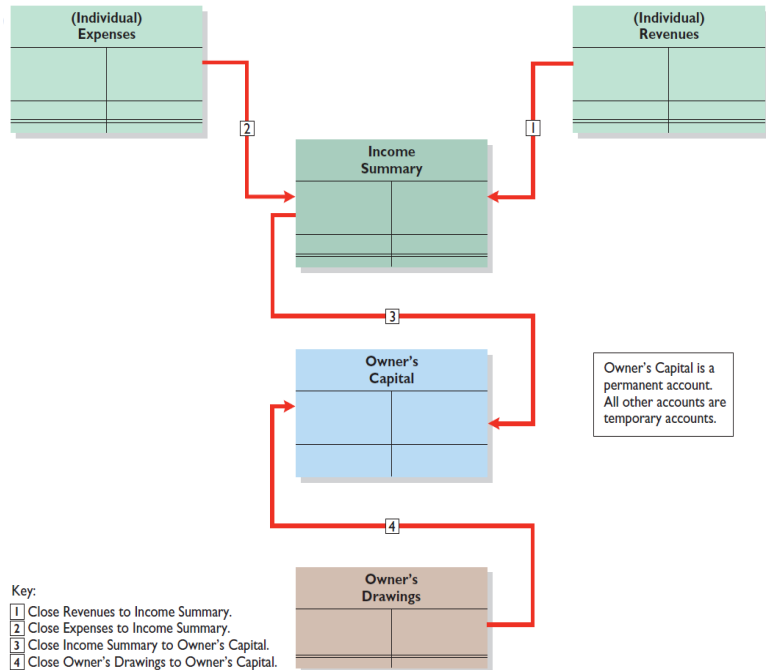 (Individual)
Expenses
(Individual)
Revenues
2
1
Income
Summary
3
Owner's
Capital
Owner's Capital is a
permanent account.
All other accounts are
temporary accounts.
4
Owner's
Drawings
Key:
1 Close Revenues to Income Summary.
2 Close Expenses to Income Summary.
3 Close Income Summary to Owner's Capital.
4 Close Owner's Drawings to Owner's Capital.